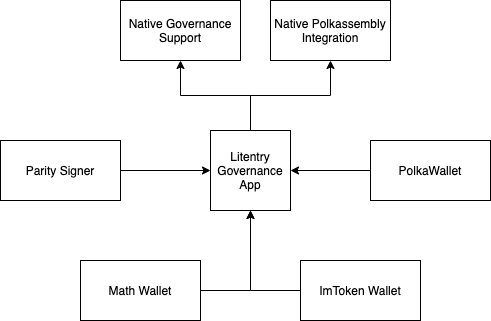 Native Governance
Support
Native Polkassembly
Integration
Litentry
Governance
App
Parity Signer
PolkaWallet
Math Wallet
ImToken Wallet